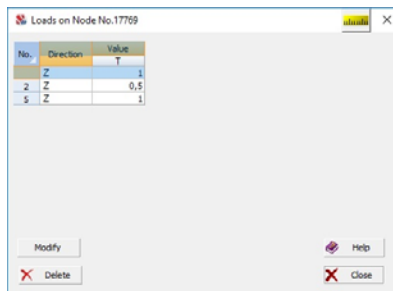 Loads on Node No.17769
No. Direction Value
T
Z 1
2 Z 0,5
5 Z 1
Modify
Help
Delete
Close